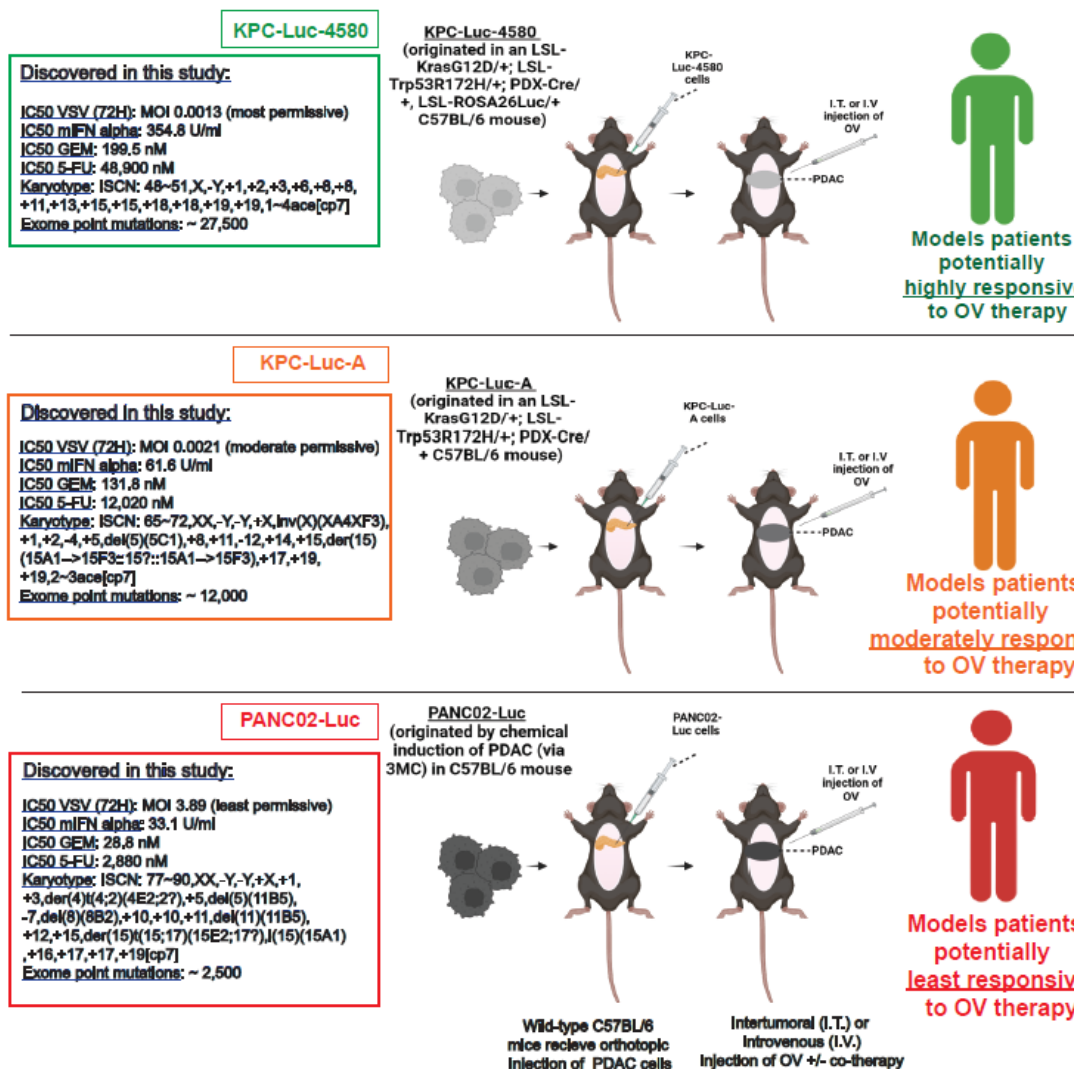 KPC-Luc-4580
Discovered in this study:
IC50 VSV (72H): MOI 0.0013 (most permissive)
IC50 mIFN alpha: 354.8 U/ml
IC50 GEM: 199.5 nM
IC50 5-FU: 48,900 nM
Karyotype: ISCN: 48~51,X,-Y,+1,+2,+3,+6,+8,+8,
+11,+13,+15,+15,+18,+18,+19,+19,1~4ace[cp7]
Exome point mutations: ~ 27,500
KPC-Luc-4580
(originated in an LSL-
KrasG12D/+; LSL-
Trp53R172H/+; PDX-Cre/
+, LSL-ROSA26Luc/+
C57BL/6 mouse)
KPC-
Luc-4580
cells
I.T. or I.V
injection of
OV
PDAC
Models patients
potentially
highly responsiv
to OV therapy
KPC-Luc-A
Discovered in this study:
IC50 VSV (72H): MOI 0.0021 (moderate permissive)
IC50 mIFN alpha: 61.6 U/ml
IC50 GEM: 131.8 nM
IC50 5-FU: 12,020 nM
Karyotype: ISCN: 65~72,XX,-Y,-Y,+X,inv(X)(XA4XF3),
+1,+2,-4,+5,del(5)(5C1),+8,+11,-12,+14,+15,der(15)
(15A1-->15F3::15?::15A1-->15F3),+17,+19,
+19,2~3ace[cp7]
Exome point mutations: ~ 12,000
KPC-Luc-A
(originated in an LSL-
KrasG12D/+; LSL-
Trp53R172H/+; PDX-Cre/
+ C57BL/6 mouse)
KPC-Luc-
A cells
I.T. or I.V
injection of
OV
PDAC
Models patients
potentially
moderately respon
to OV therapy
PANC02-Luc
Discovered in this study:
IC50 VSV (72H): MOI 3.89 (least permissive)
IC50 mIFN alpha: 33.1 U/ml
IC50 GEM: 28.8 nM
IC50 5-FU: 2,880 nM
Karyotype: ISCN: 77~90,XX,-Y,-Y,+X,+1,
+3,der(4)t(4;2)(4E2;2?),+5,del(5)(11B5),
-7,del(8)(8B2),+10,+10,+11,del(11)(11B5),
+12,+15,der(15)t(15;17)(15E2;17?),i(15)(15A1)
,+16,+17,+17,+19[cp7]
Exome point mutations: ~ 2,500
PANC02-Luc
(originated by chemical
induction of PDAC (via
3MC) in C57BL/6 mouse
PANC02-
Luc cells
I.T. or I.V
injection of
OV
PDAC
Models patients
potentially
least responsiv
to OV therapy
Wild-type C57BL/6
mice recieve orthotopic
injection of PDAC cells
Intertumoral (I.T.) or
Introvenous (I.V.)
Injection of OV +/- co-therapy